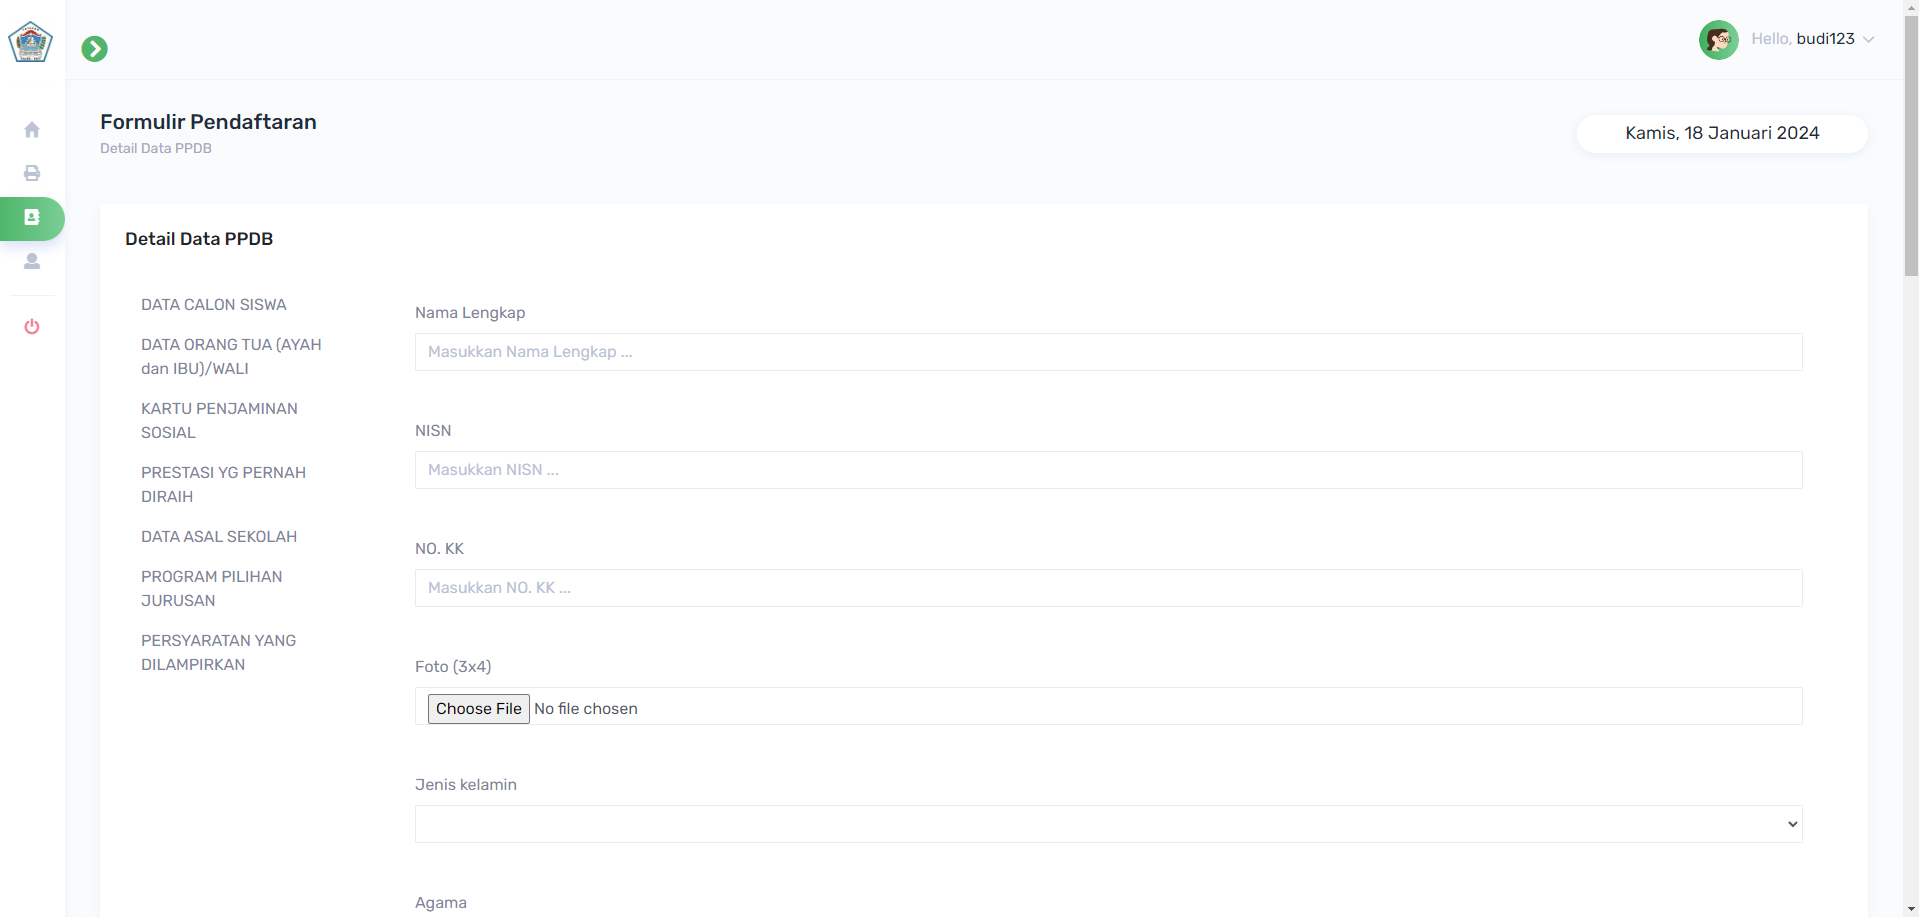 Hello, budi123
Formulir Pendaftaran
Detail Data PPDB
Kamis, 18 Januari 2024
Detail Data PPDB
DATA CALON SISWA
DATA ORANG TUA (AYAH
dan IBU)/WALI
KARTU PENJAMINAN
SOSIAL
PRESTASI YG PERNAH
DIRAIH
DATA ASAL SEKOLAH
PROGRAM PILIHAN
JURUSAN
PERSYARATAN YANG
DILAMPIRKAN
Nama Lengkap
Masukkan Nama Lengkap ...
NISN
Masukkan NISN ...
NO. KK
Masukkan NO. KK ...
Foto (3x4)
Choose File No file chosen
Jenis kelamin
Agama